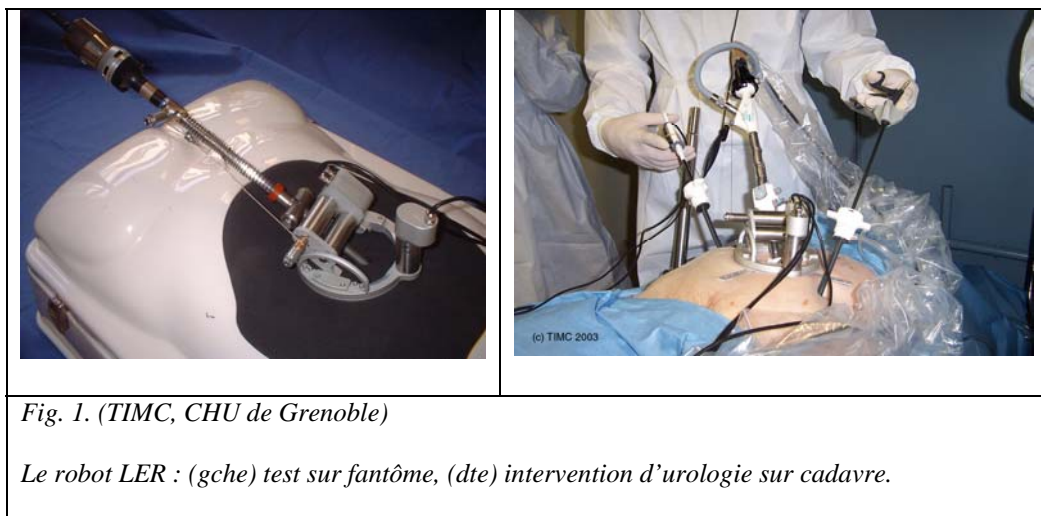 (c) TIMC 2003
Fig. 1. (TIMC, CHU de Grenoble)
Le robot LER : (gche) test sur fantôme, (dte) intervention d'urologie sur cadavre.